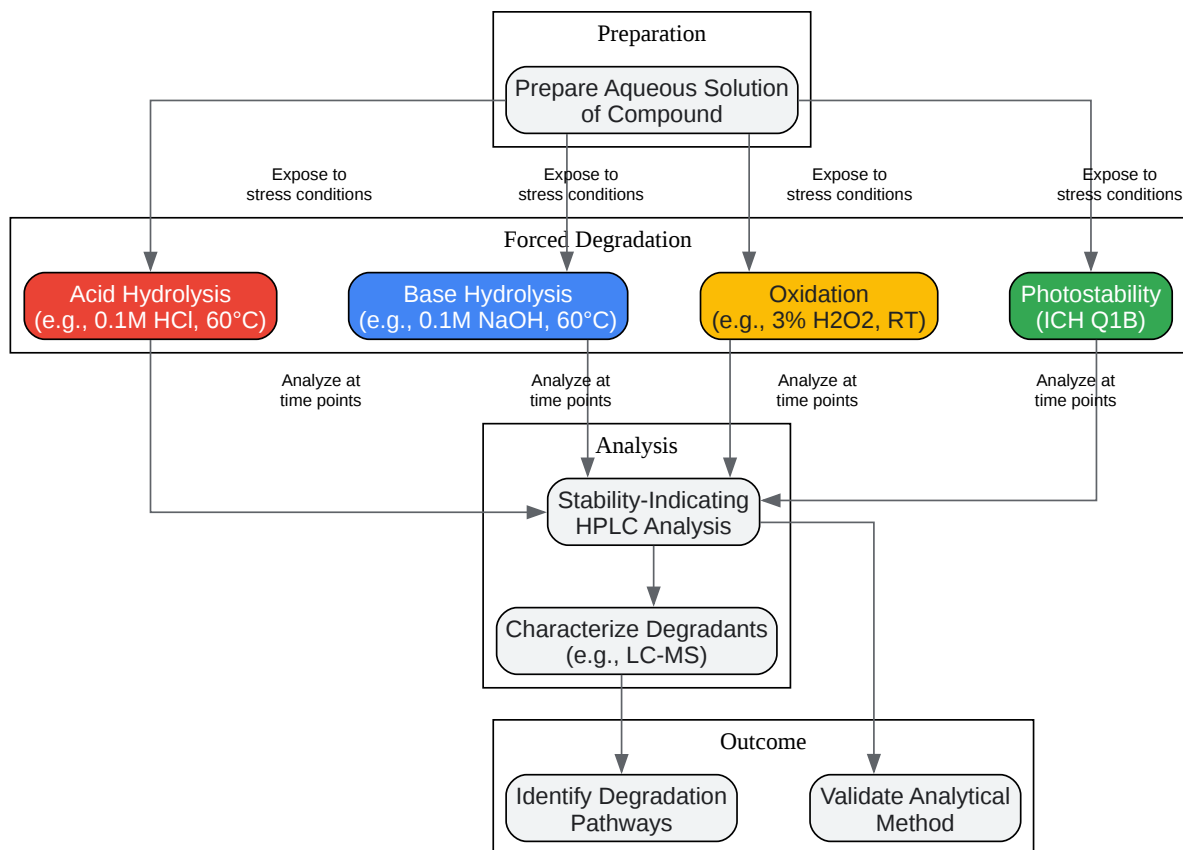 Preparation
Prepare Aqueous Solution
of Compound
Expose to
stress conditions
Expose to
stress conditions
Expose to
stress conditions
Expose to
stress conditions
Forced Degradation
Acid Hydrolysis
(e.g., 0.1M HCl, 60°C)
Base Hydrolysis
(e.g., 0.1M NaOH, 60°C)
Oxidation
(e.g., 3% H2O2, RT)
Photostability
(ICH Q1B)
Analyze at
time points
Analyze at
time points
Analyze at
time points
Analyze at
time points
Analysis
Stability-Indicating
HPLC Analysis
Characterize Degradants
(e.g., LC-MS)
Outcome
Identify Degradation
Pathways
Validate Analytical
Method